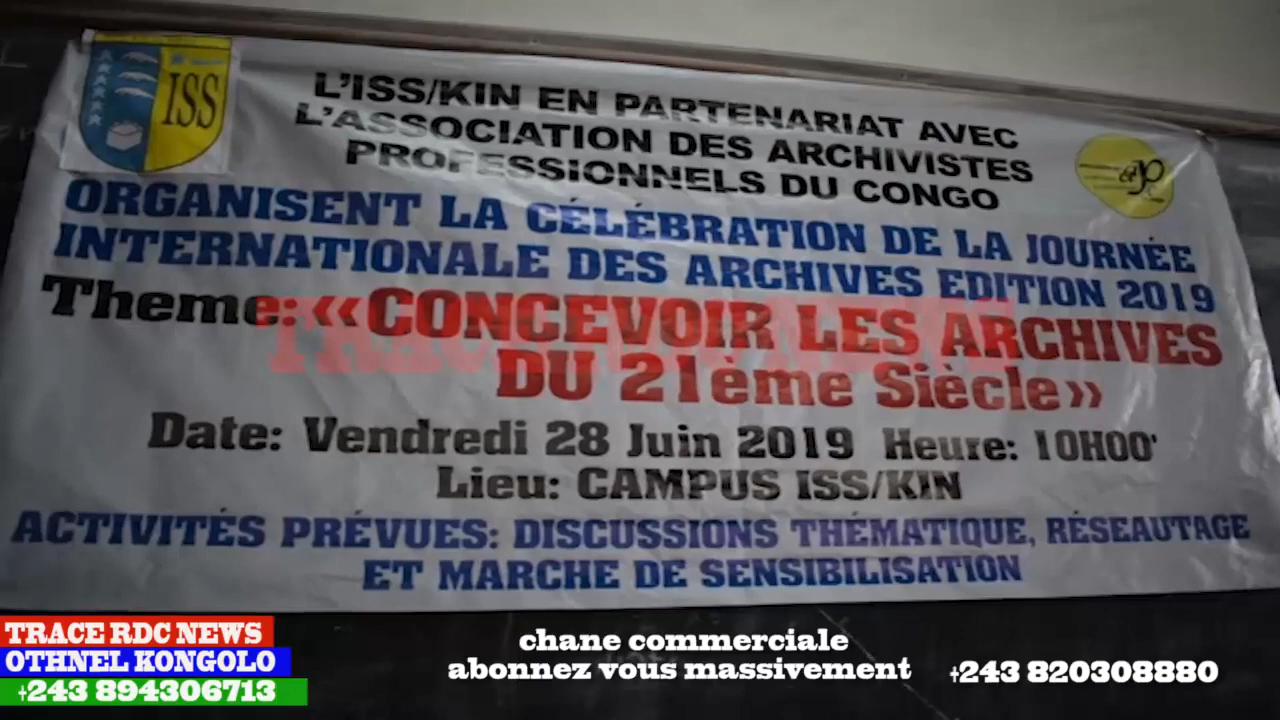 ISS
L'ISS/KIN EN PARTENARIAT AVEC
L'ASSOCIATION DES ARCHIVISTES
PROFESSIONNELS DU CONGO
ORGANISENT LA CÉLÉBRATION DE LA JOURNÉE
INTERNATIONALE DES ARCHIVES EDITION 2019
Theme: «CONCEVOIR LES ARCHIVES
DU 21ème Siècle»
Date: Vendredi 28 Juin 2019 Heure: 10H00'
Lieu: CAMPUS ISS/KIN
ACTIVITÉS PRÉVUES: DISCUSSIONS THÉMATIQUE, RÉSEAUTAGE
ET MARCHE DE SENSIBILISATION
TRACE RDC NEWS
OTHNEL KONGOLO
+243 894306713
chane commerciale
abonnez vous massivement
+243 820308880